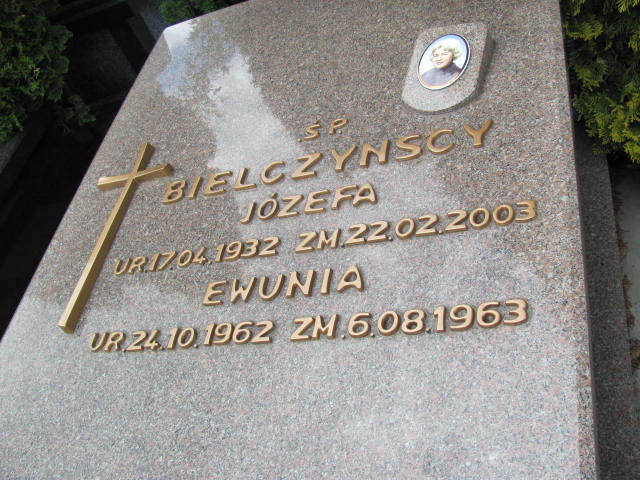 Ś.P.
BIELCZYNSCY
JÓZEFA
UR.17.04.1932 ZM.22.02.2003
EWUNIA
UR.24.10.1962 ZM.6.08.1963